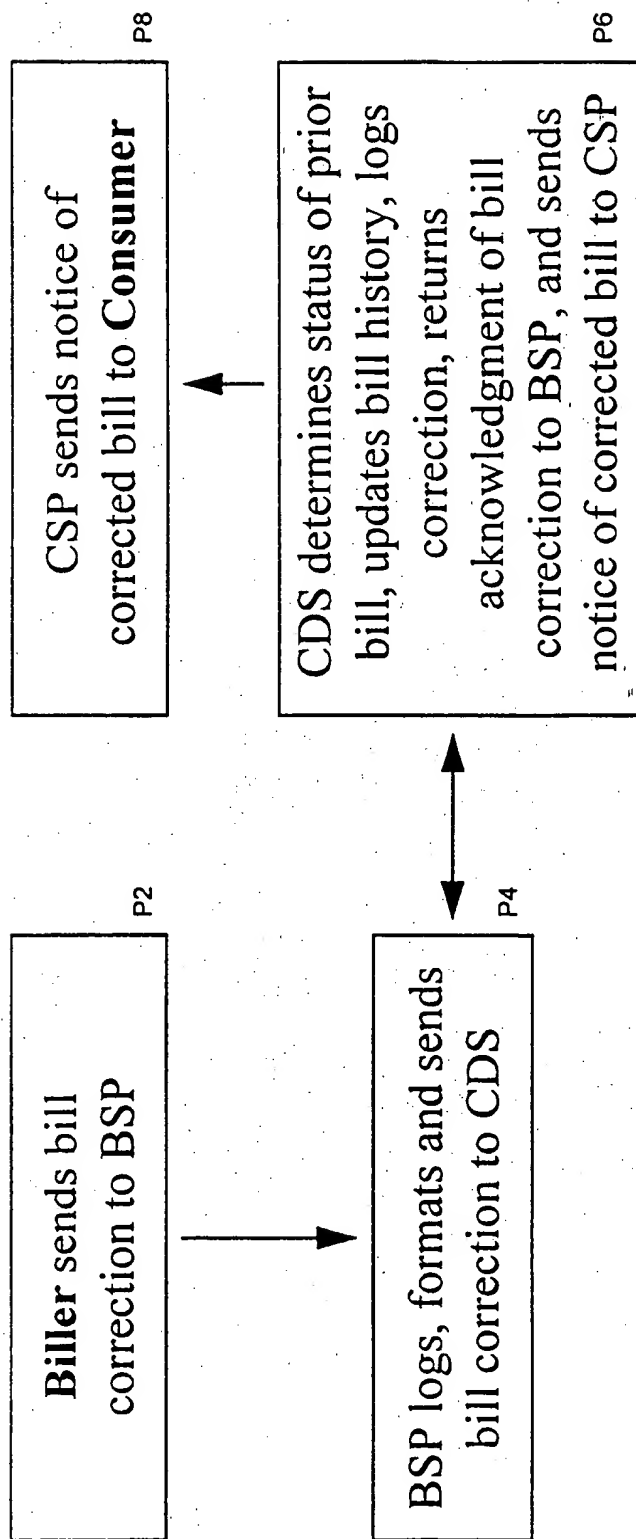 Biller sends bill
correction to BSP
P2
BSP logs, formats and sends
bill correction to CDS
P4
CDS determines status of prior
bill, updates bill history, logs
correction, returns
acknowledgment of bill
correction to BSP, and sends
notice of corrected bill to CSP
P6
CSP sends notice of
corrected bill to Consumer
P8